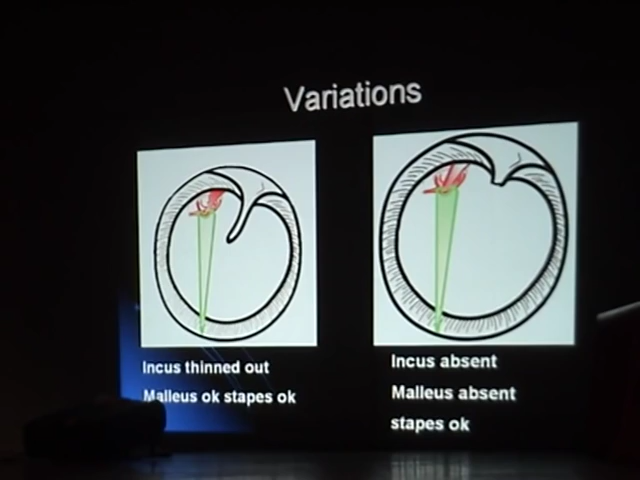 Variations
Incus thinned out
Malleus ok stapes ok
Incus absent
Malleus absent
stapes ok